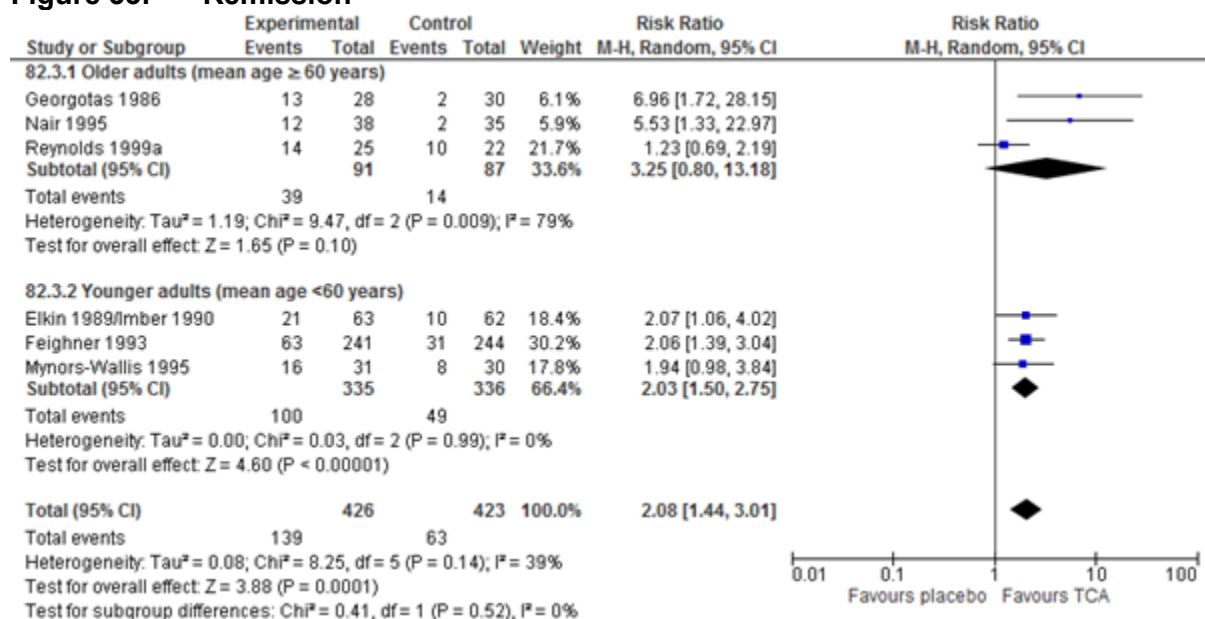 Experimental Control Risk Ratio Risk Ratio
Study or Subgroup Events Total Events Total Weight M-H, Random, 95% CI M-H, Random, 95% CI
82.3.1 Older adults (mean age ≥ 60 years)
Georgotas 1986 13 28 2 30 6.1% 6.96 [1.72, 28.15]
Nair 1995 12 38 2 35 5.9% 5.53 [1.33, 22.97]
Reynolds 1999a 14 25 10 22 21.7% 1.23 [0.69, 2.19]
Subtotal (95% CI) 91 87 33.6% 3.25 [0.80, 13.18]
Total events 39 14
Heterogeneity: Tau² = 1.19; Chi² = 9.47, df = 2 (P = 0.009); I² = 79%
Test for overall effect: Z = 1.65 (P = 0.10)
82.3.2 Younger adults (mean age <60 years)
Elkin 1989/Imber 1990 21 63 10 62 18.4% 2.07 [1.06, 4.02]
Feighner 1993 63 241 31 244 30.2% 2.06 [1.39, 3.04]
Mynors-Wallis 1995 16 31 8 30 17.8% 1.94 [0.98, 3.84]
Subtotal (95% CI) 335 336 66.4% 2.03 [1.50, 2.75]
Total events 100 49
Heterogeneity: Tau² = 0.00; Chi² = 0.03, df = 2 (P = 0.99); I² = 0%
Test for overall effect: Z = 4.60 (P < 0.00001)
Total (95% CI) 426 423 100.0% 2.08 [1.44, 3.01]
Total events 139 63
Heterogeneity: Tau² = 0.08; Chi² = 8.25, df = 5 (P = 0.14); I² = 39%
Test for overall effect: Z = 3.88 (P = 0.0001)
Test for subgroup differences: Chi² = 0.41, df = 1 (P = 0.52), I² = 0%
0.01 0.1 1 10 100
Favours placebo Favours TCA